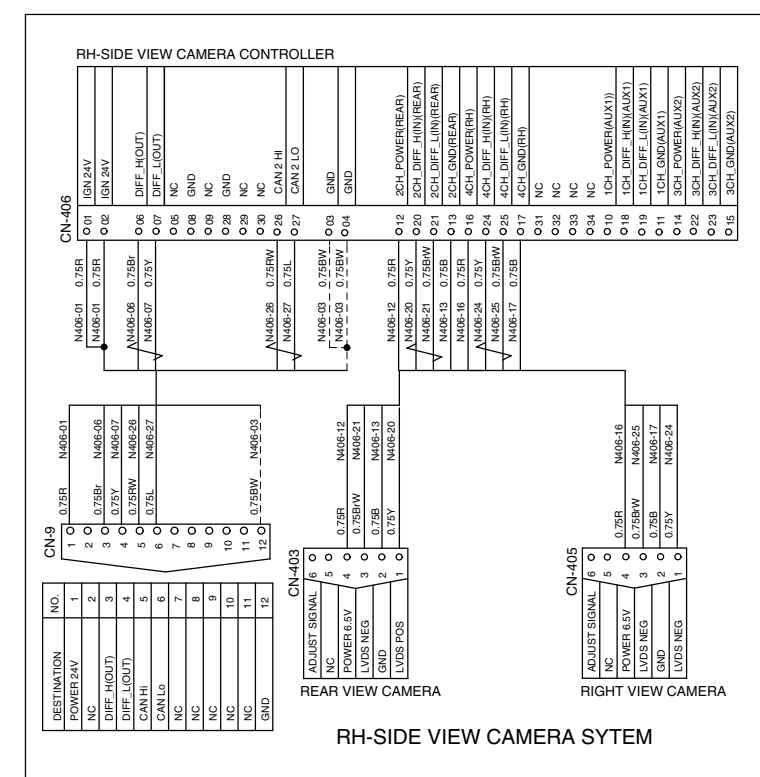 RH-SIDE VIEW CAMERA CONTROLLER
CN-406
IGN 24V
IGN 24V
DIFF_H(OUT)
DIFF_L(OUT)
NC
GND
NC
GND
NC
NC
CAN 2 HI
CAN 2 LO
GND
GND
2CH_POWER(REAR)
2CH_DIFF_H(IN)(REAR)
2CH_DIFF_L(IN)(REAR)
2CH_GND(REAR)
4CH_POWER(RH)
4CH_DIFF_H(IN)(RH)
4CH_DIFF_L(IN)(RH)
4CH_GND(RH)
NC
NC
NC
NC
1CH_POWER(AUX1))
1CH_DIFF_H(IN)(AUX1)
1CH_DIFF_L(IN)(AUX1)
1CH_GND(AUX1)
3CH_POWER(AUX2)
3CH_DIFF_H(IN)(AUX2)
3CH_DIFF_L(IN)(AUX2)
3CH_GND(AUX2)
01
02
06
07
05
08
09
28
29
30
26
27
03
04
12
20
21
13
16
24
25
17
31
32
33
34
10
18
19
11
14
22
23
15
N406-01 0.75R
N406-01 0.75R
N406-06 0.75Br
N406-07 0.75Y
N406-26 0.75RW
N406-27 0.75L
N406-03 0.75BW
N406-03 0.75BW
N406-12 0.75R
N406-20 0.75Y
N406-21 0.75BrW
N406-13 0.75B
N406-16 0.75R
N406-24 0.75Y
N406-25 0.75BrW
N406-17 0.75B
0.75R N406-01
0.75Br N406-06
0.75Y N406-07
0.75RW N406-26
0.75L N406-27
0.75BW N406-03
CN-9
1
2
3
4
5
6
7
8
9
10
11
12
DESTINATION NO.
POWER 24V 1
NC 2
DIFF_H(OUT) 3
DIFF_L(OUT) 4
CAN Hi 5
CAN Lo 6
NC 7
NC 8
NC 9
NC 10
NC 11
GND 12
0.75R N406-12
0.75BrW N406-21
0.75B N406-13
0.75Y N406-20
CN-403
6
5
4
3
2
1
ADJUST SIGNAL
NC
POWER 6.5V
LVDS NEG
GND
LVDS POS
REAR VIEW CAMERA
0.75R N406-16
0.75BrW N406-25
0.75B N406-17
0.75Y N406-24
CN-405
6
5
4
3
2
1
ADJUST SIGNAL
NC
POWER 6.5V
LVDS NEG
GND
LVDS NEG
RIGHT VIEW CAMERA
RH-SIDE VIEW CAMERA SYTEM